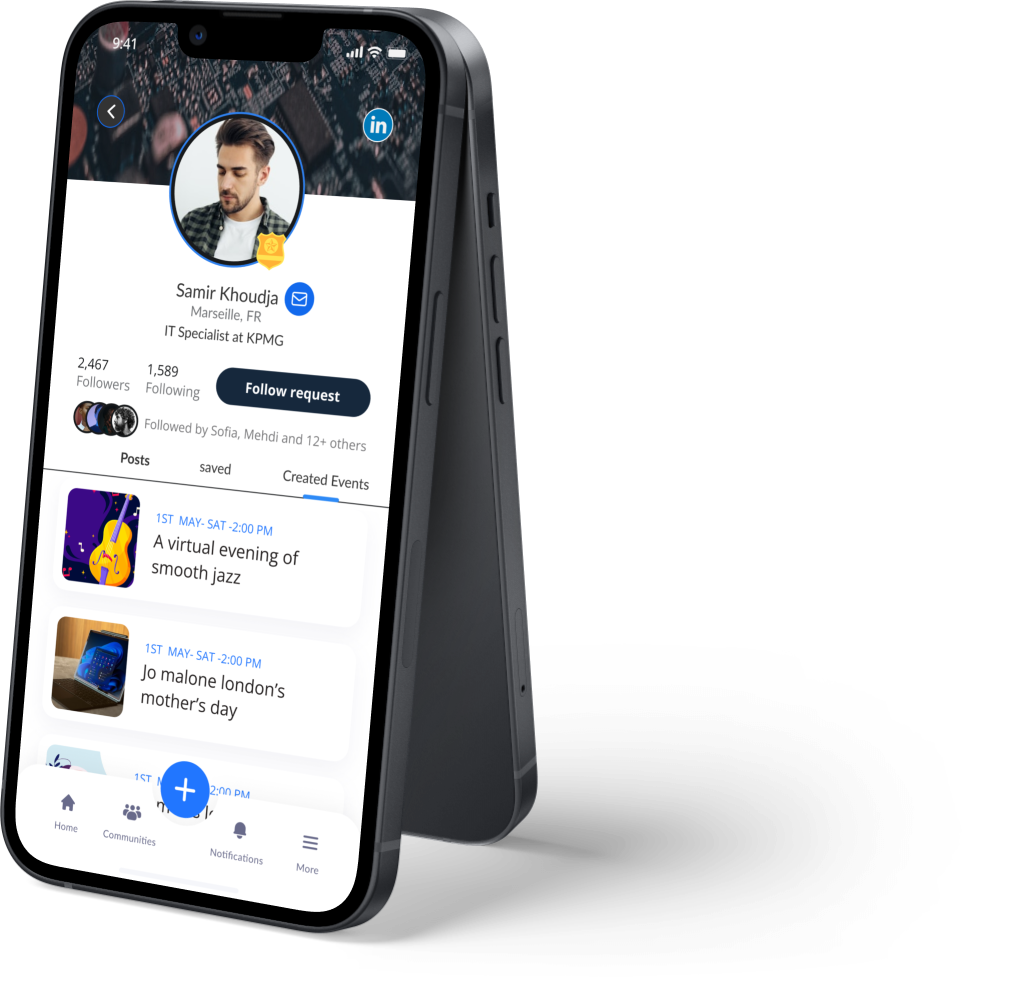 9:41
in
Samir Khoudja
Marseille, FR
IT Specialist at KPMG
2,467
Followers
1,589
Following
Follow request
Followed by Sofia, Mehdi and 12+ others
Posts
saved
Created Events
1ST MAY- SAT -2:00 PM
A virtual evening of
smooth jazz
1ST MAY- SAT -2:00 PM
Jo malone london's
mother's day
1ST 2:00 PM
Home
Communities
Notifications
More